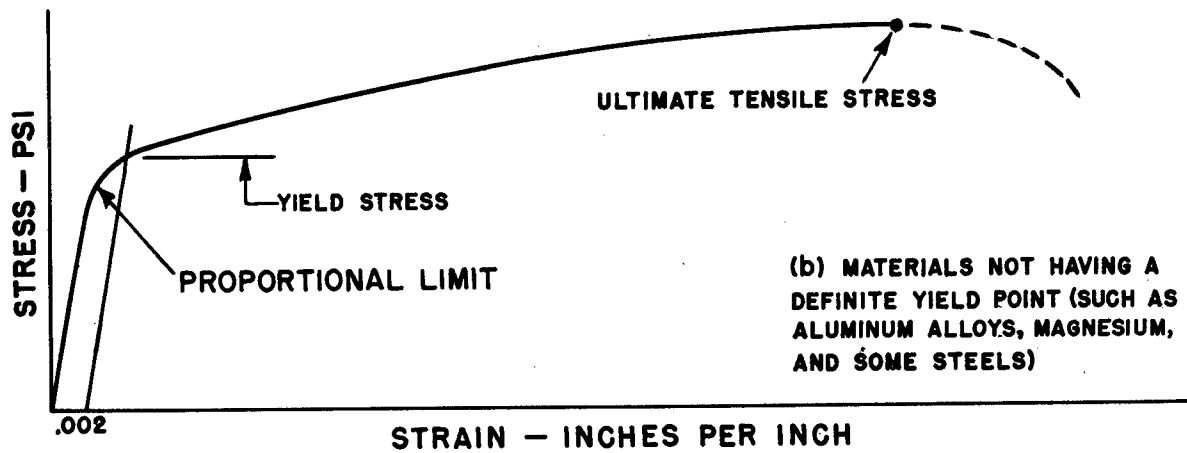 STRESS — PSI
ULTIMATE TENSILE STRESS
YIELD STRESS
PROPORTIONAL LIMIT
(b) MATERIALS NOT HAVING A
DEFINITE YIELD POINT (SUCH AS
ALUMINUM ALLOYS, MAGNESIUM,
AND SOME STEELS)
.002
STRAIN — INCHES PER INCH